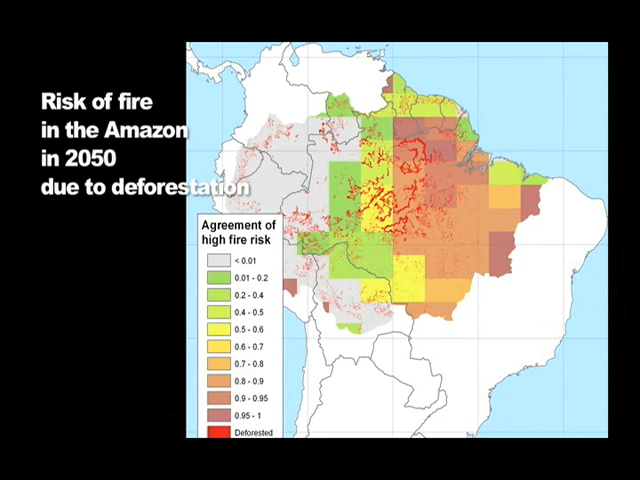 Risk of fire
in the Amazon
in 2050
due to deforestation
Agreement of
high fire risk
< 0.01
0.01 - 0.2
0.2 - 0.4
0.4 - 0.5
0.5 - 0.6
0.6 - 0.7
0.7 - 0.8
0.8 - 0.9
0.9 - 0.95
0.95 - 1
Deforested